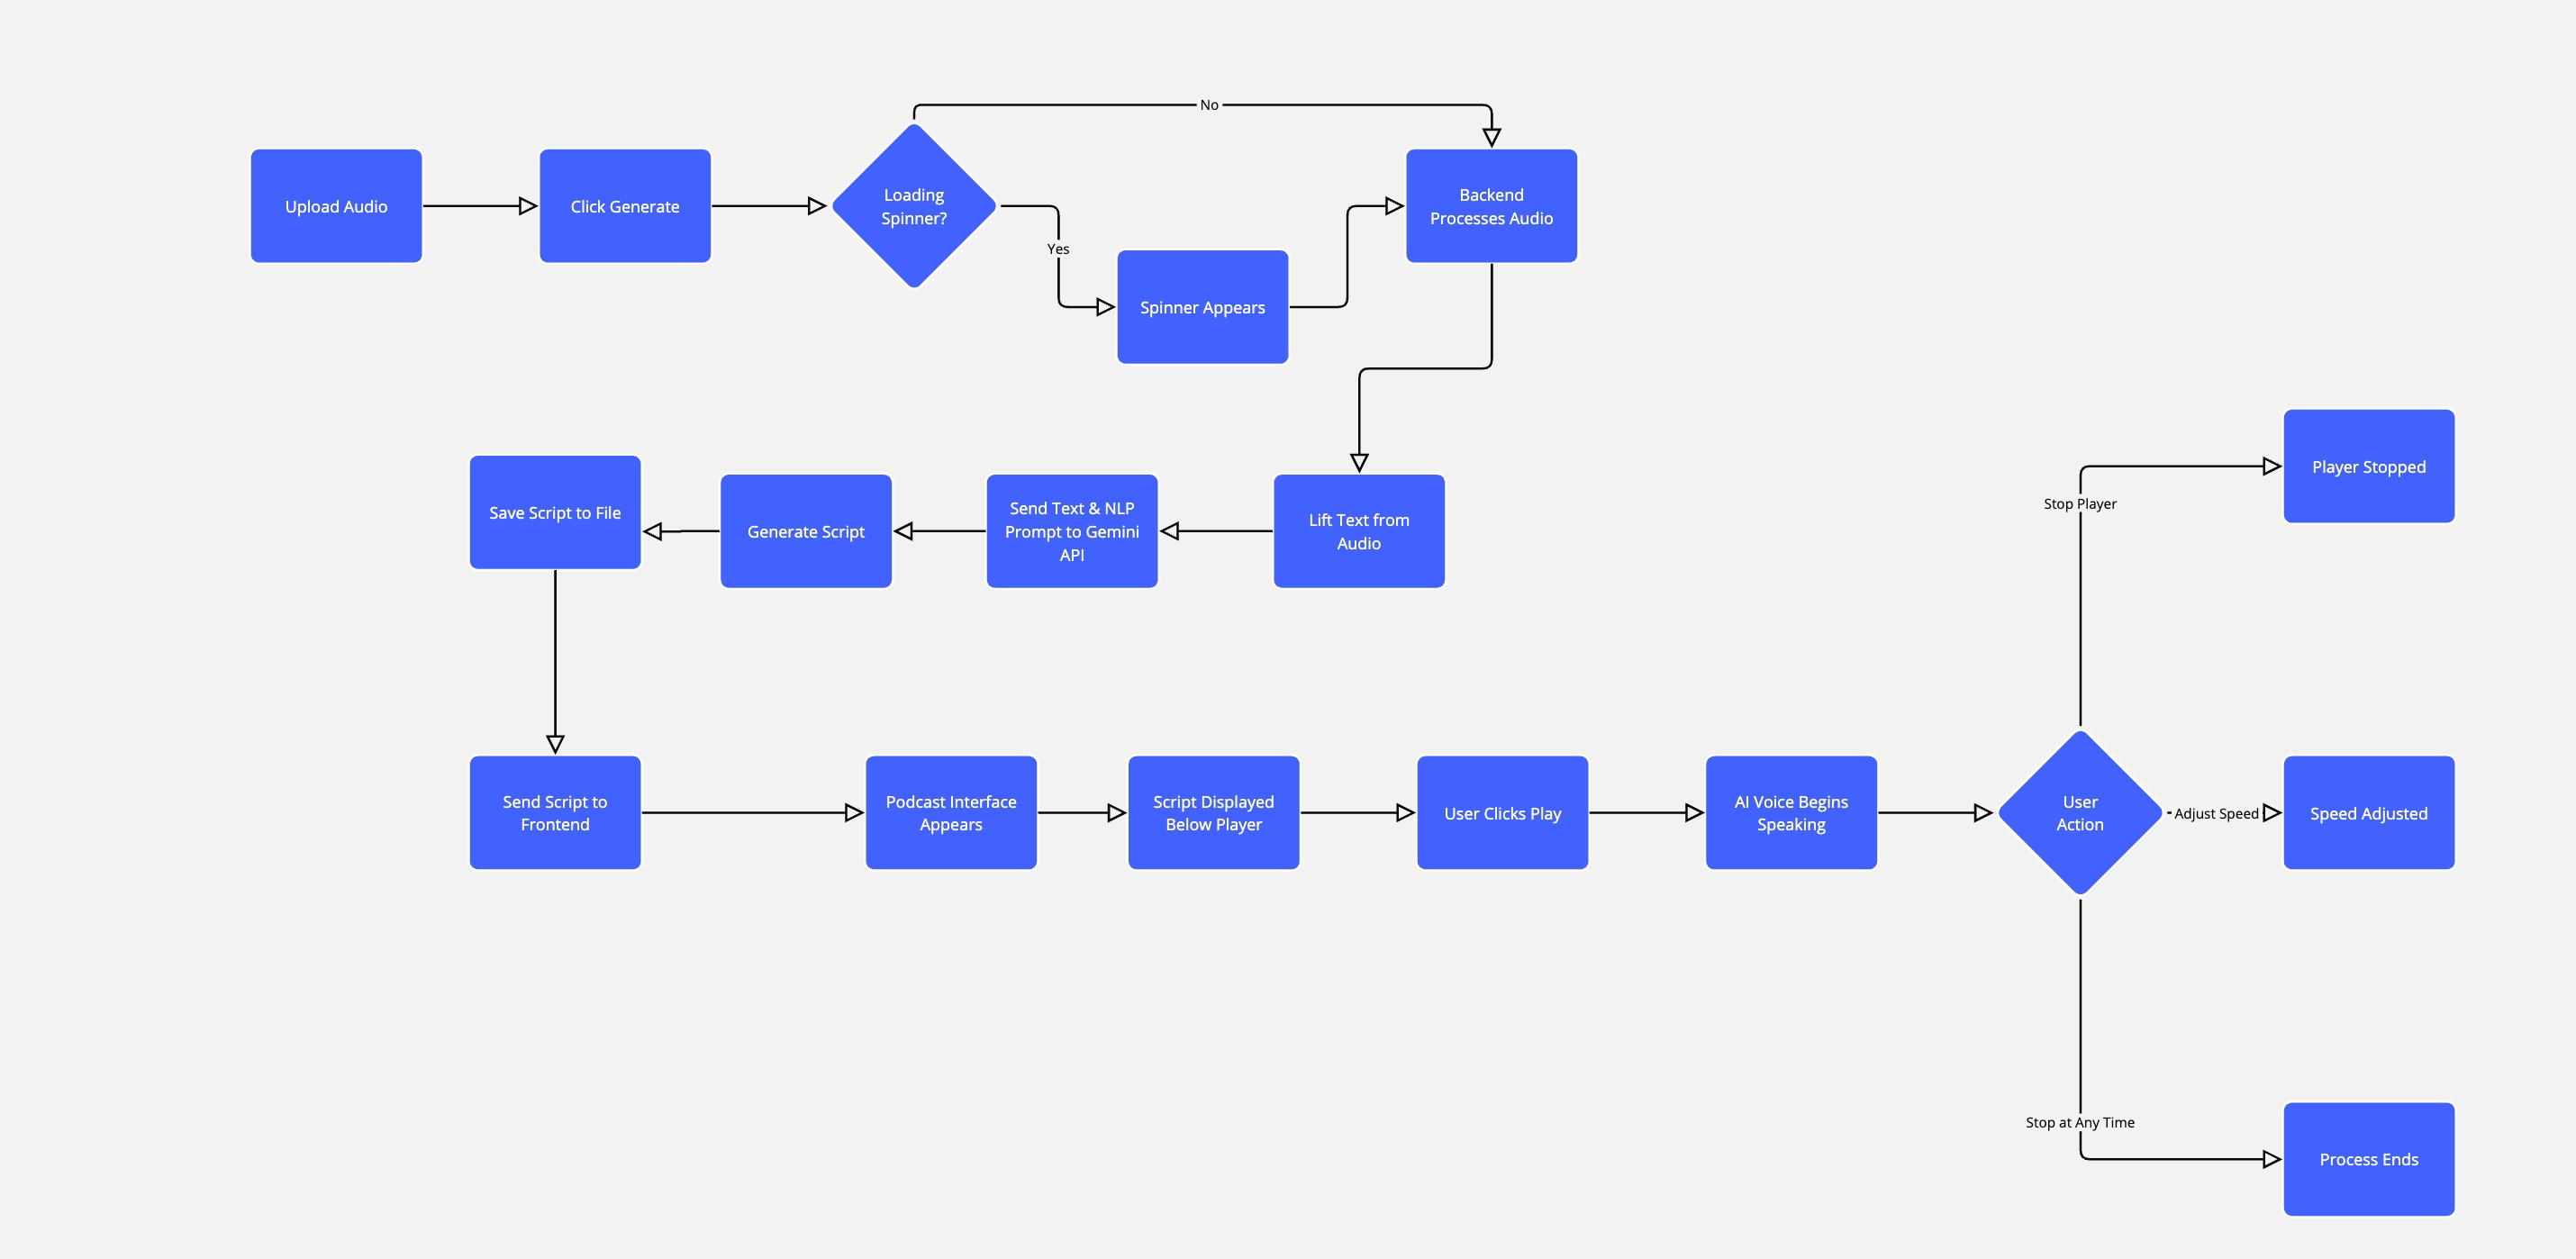 No
Upload Audio
Click Generate
Loading
Spinner?
Yes
Spinner Appears
Backend
Processes Audio
Save Script to File
Generate Script
Send Text & NLP
Prompt to Gemini
API
Lift Text from
Audio
Stop Player
Player Stopped
Send Script to
Frontend
Podcast Interface
Appears
Script Displayed
Below Player
User Clicks Play
AI Voice Begins
Speaking
User
Action
Adjust Speed
Speed Adjusted
Stop at Any Time
Process Ends